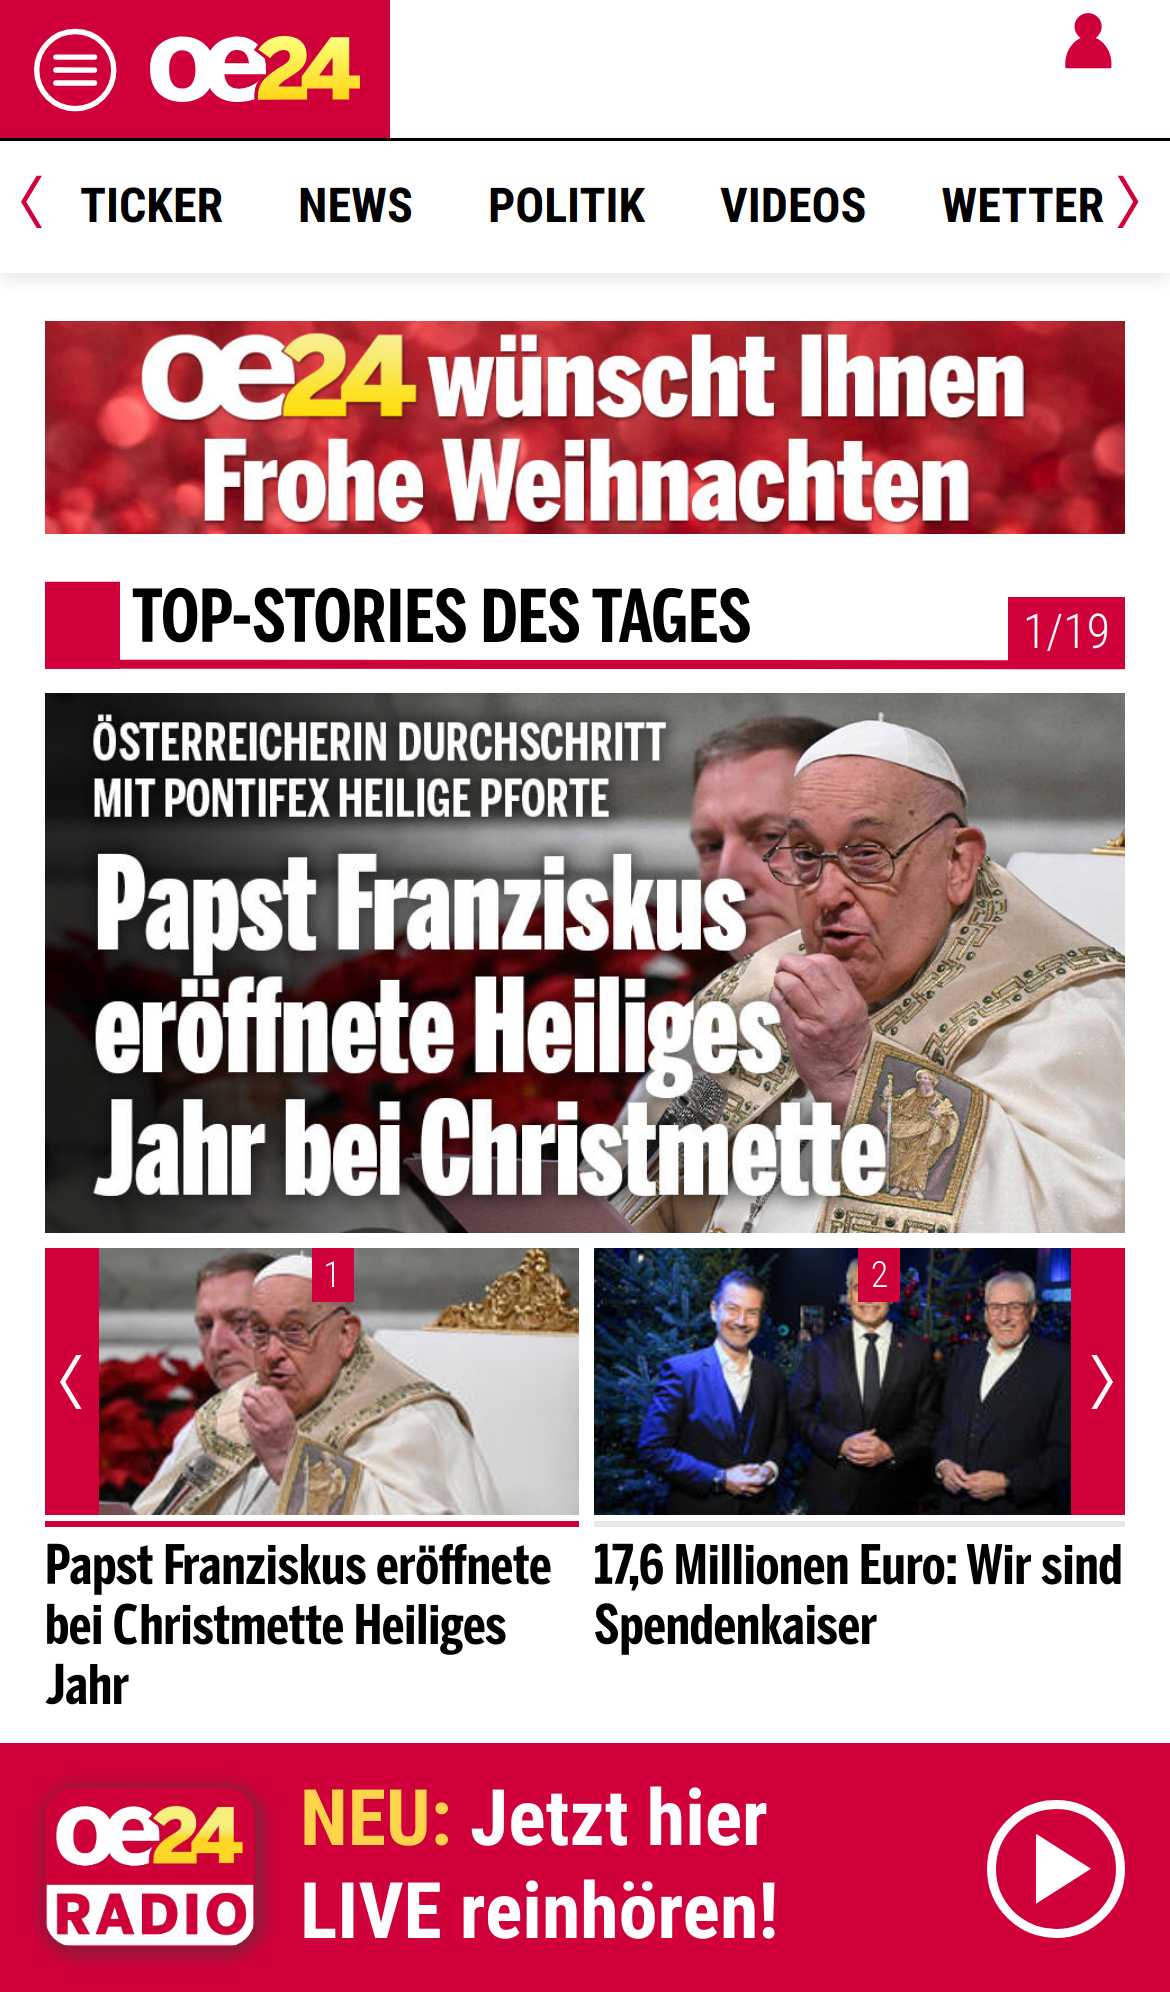 oe24
TICKER NEWS POLITIK VIDEOS WETTER
oe24 wünscht Ihnen
Frohe Weihnachten
TOP-STORIES DES TAGES
1/19
ÖSTERREICHERIN DURCHSCHRITT
MIT PONTIFEX HEILIGE PFORTE
Papst Franziskus
eröffnete Heiliges
Jahr bei Christmette
1
Papst Franziskus eröffnete
bei Christmette Heiliges
Jahr
2
17,6 Millionen Euro: Wir sind
Spendenkaiser
oe24
RADIO
NEU: Jetzt hier
LIVE reinhören!